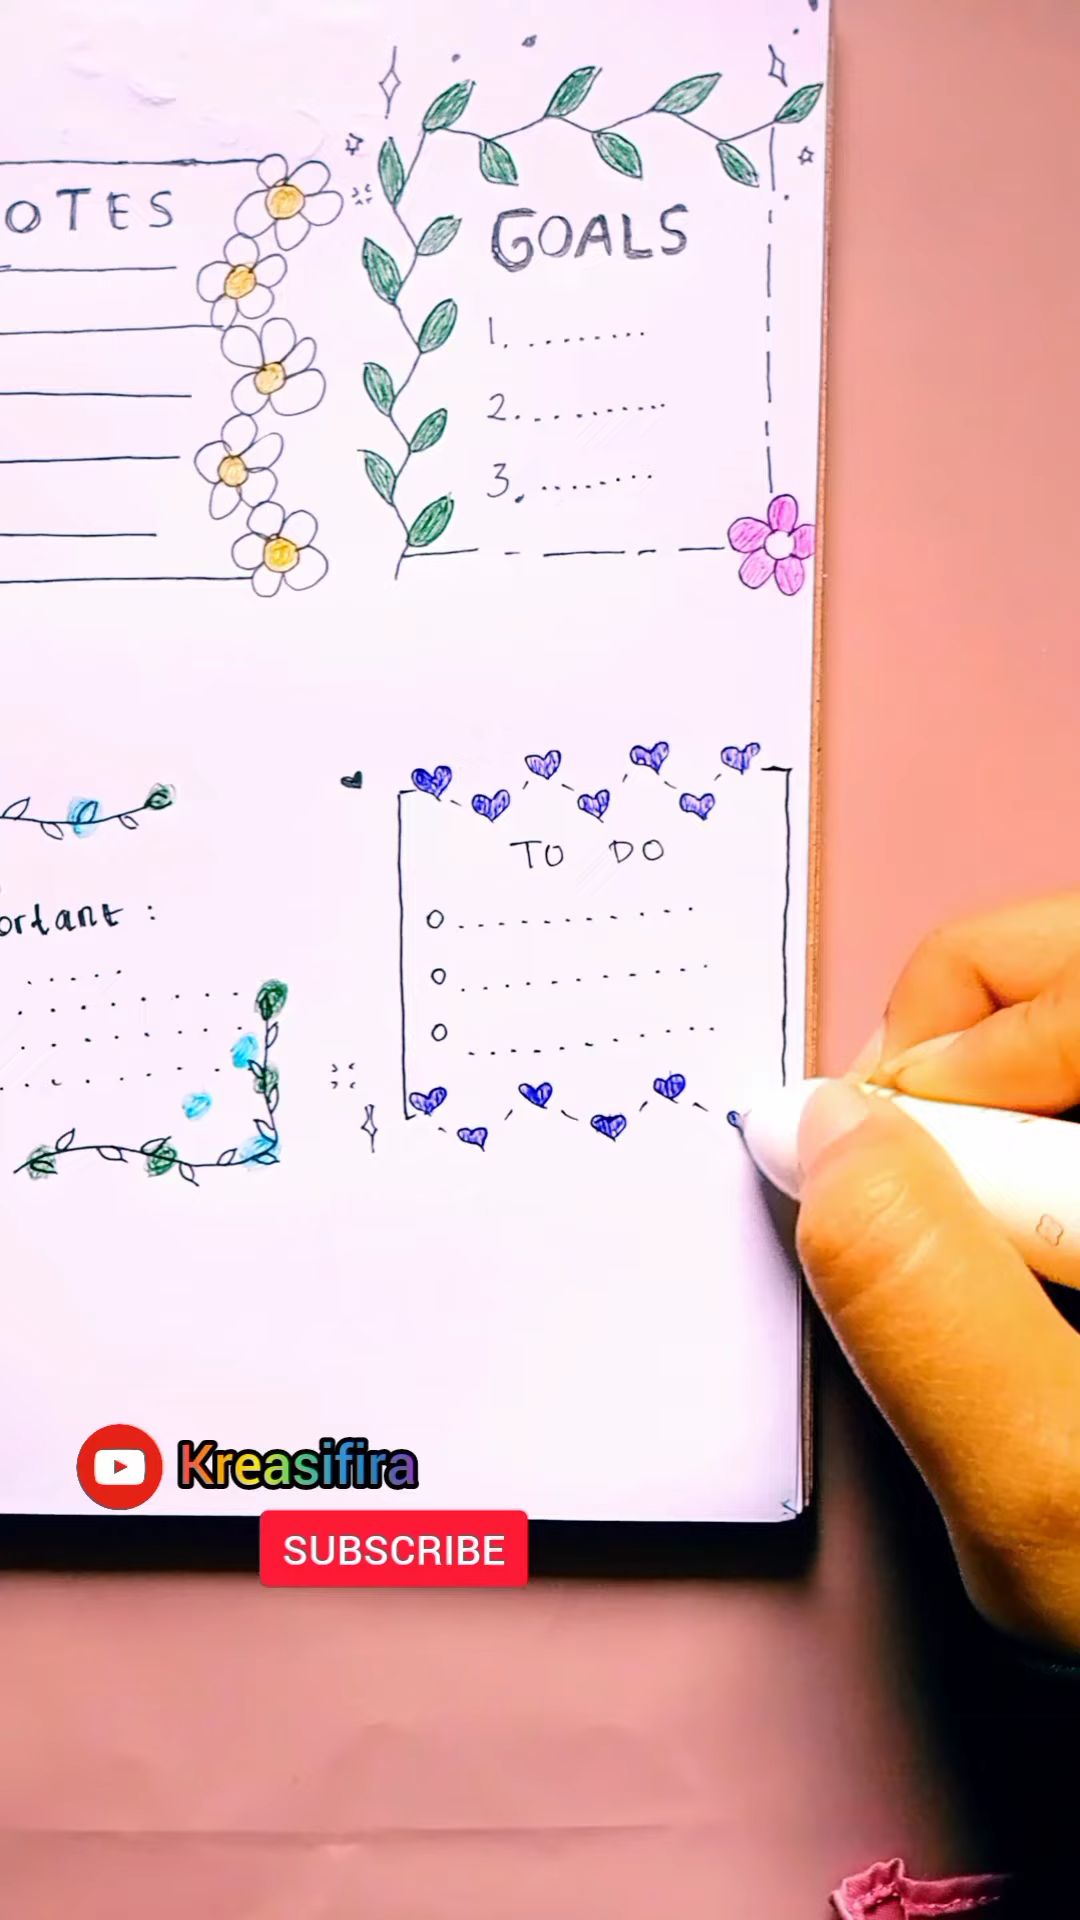 OTES
GOALS
1. ........
2. ..........
3. ........
ortant :
TO DO
Kreasifira
SUBSCRIBE